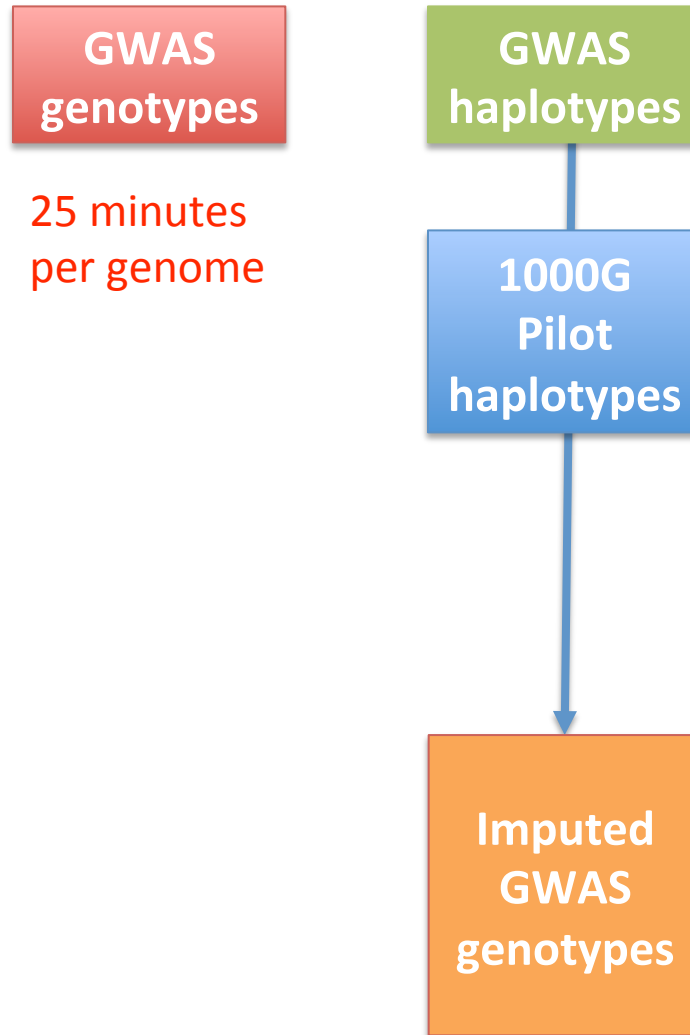 GWAS
genotypes
GWAS
haplotypes
25 minutes
per genome
1000G
Pilot
haplotypes
Imputed
GWAS
genotypes